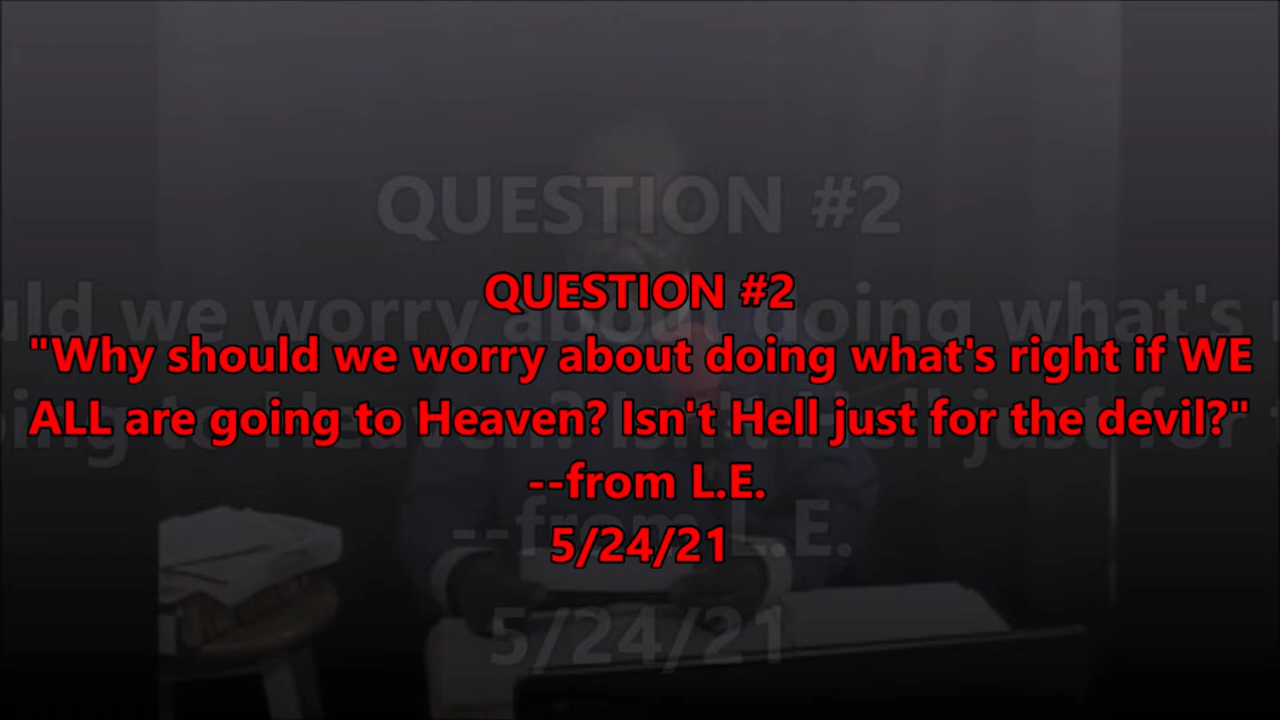 QUESTION #2
"Why should we worry about doing what's right if WE
ALL are going to Heaven? Isn't Hell just for the devil?"
--from L.E.
5/24/21